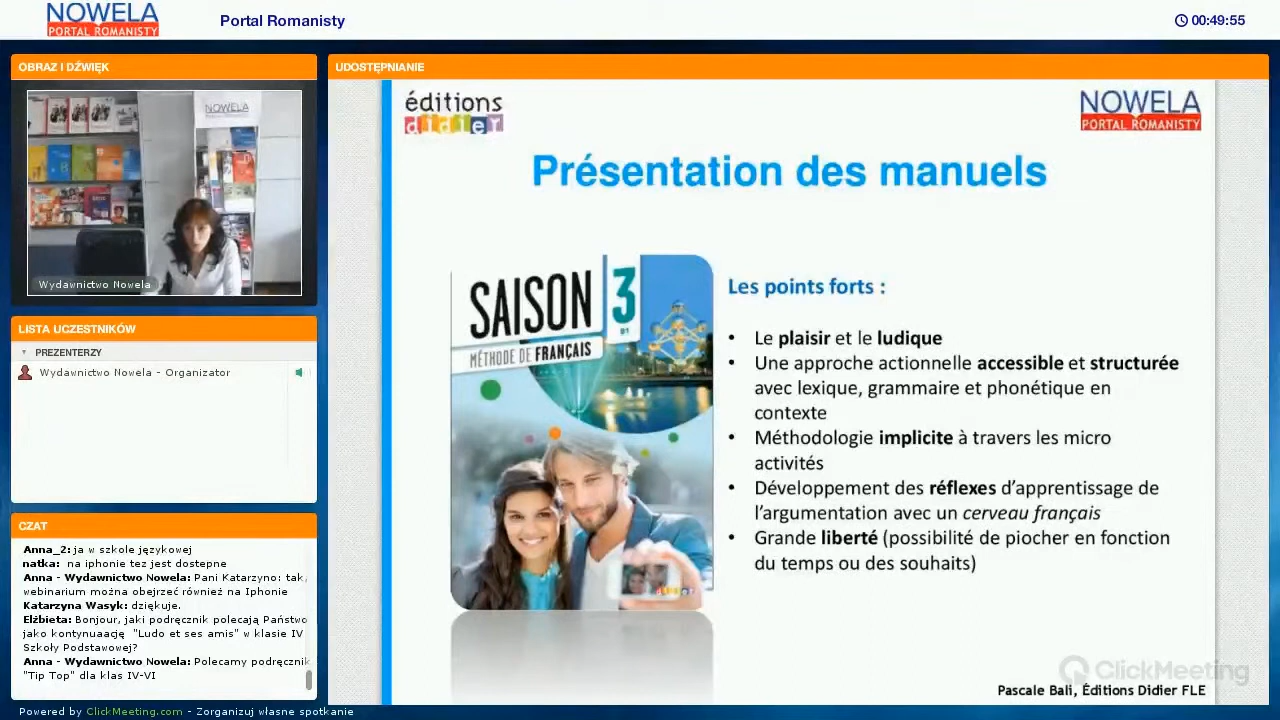 NOWELA
PORTAL ROMANISTY
Portal Romanisty
00:49:55
OBRAZ I DŹWIĘK
NOWELA
Wydawnictwo Nowela
LISTA UCZESTNIKÓW
PREZENTERZY
Wydawnictwo Nowela - Organizator
CZAT
Anna_2: ja w szkole językowej
natka: na iphonie tez jest dostepne
Anna - Wydawnictwo Nowela: Pani Katarzyno: tak,
webinarium można obejrzeć również na Iphonie
Katarzyna Wasyk: dziękuje.
Elżbieta: Bonjour, jaki podręcznik polecają Państwo
jako kontynuaację "Ludo et ses amis" w klasie IV
Szkoły Podstawowej?
Anna - Wydawnictwo Nowela: Polecamy podręcznik
"Tip Top" dla klas IV-VI
Powered by ClickMeeting.com - Zorganizuj własne spotkanie
UDOSTĘPNIANIE
éditions
didier
NOWELA
PORTAL ROMANISTY
Présentation des manuels
SAISON 3
B1
MÉTHODE DE FRANÇAIS
didier
Les points forts :
• Le plaisir et le ludique
• Une approche actionnelle accessible et structurée
avec lexique, grammaire et phonétique en
contexte
• Méthodologie implicite à travers les micro
activités
• Développement des réflexes d'apprentissage de
l'argumentation avec un cerveau français
• Grande liberté (possibilité de piocher en fonction
du temps ou des souhaits)
ClickMeeting
Pascale Bali, Éditions Didier FLE